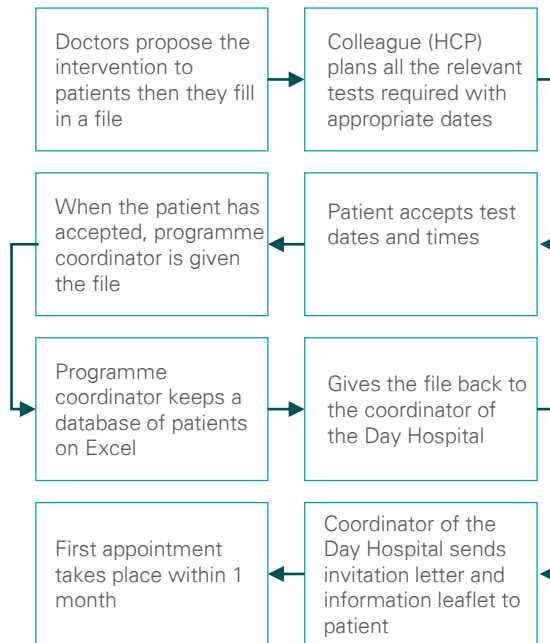 Doctors propose the
intervention to
patients then they fill
in a file
Colleague (HCP)
plans all the relevant
tests required with
appropriate dates
Patient accepts test
dates and times
When the patient has
accepted, programme
coordinator is given
the file
Programme
coordinator keeps a
database of patients
on Excel
Gives the file back to
the coordinator of
the Day Hospital
Coordinator of the
Day Hospital sends
invitation letter and
information leaflet to
patient
First appointment
takes place within 1
month